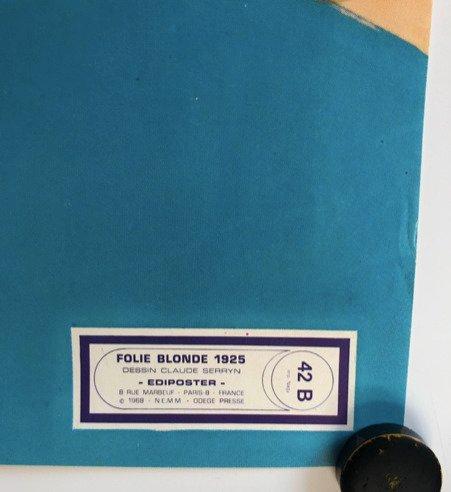 FOLIE BLONDE 1925
DESSIN CLAUDE SERRYN
- EDIPOSTER -
8 RUE MARBEUF - PARIS-8 - FRANCE
© 1968 - N.E.M.M. - ODEGE PRESSE
42 B